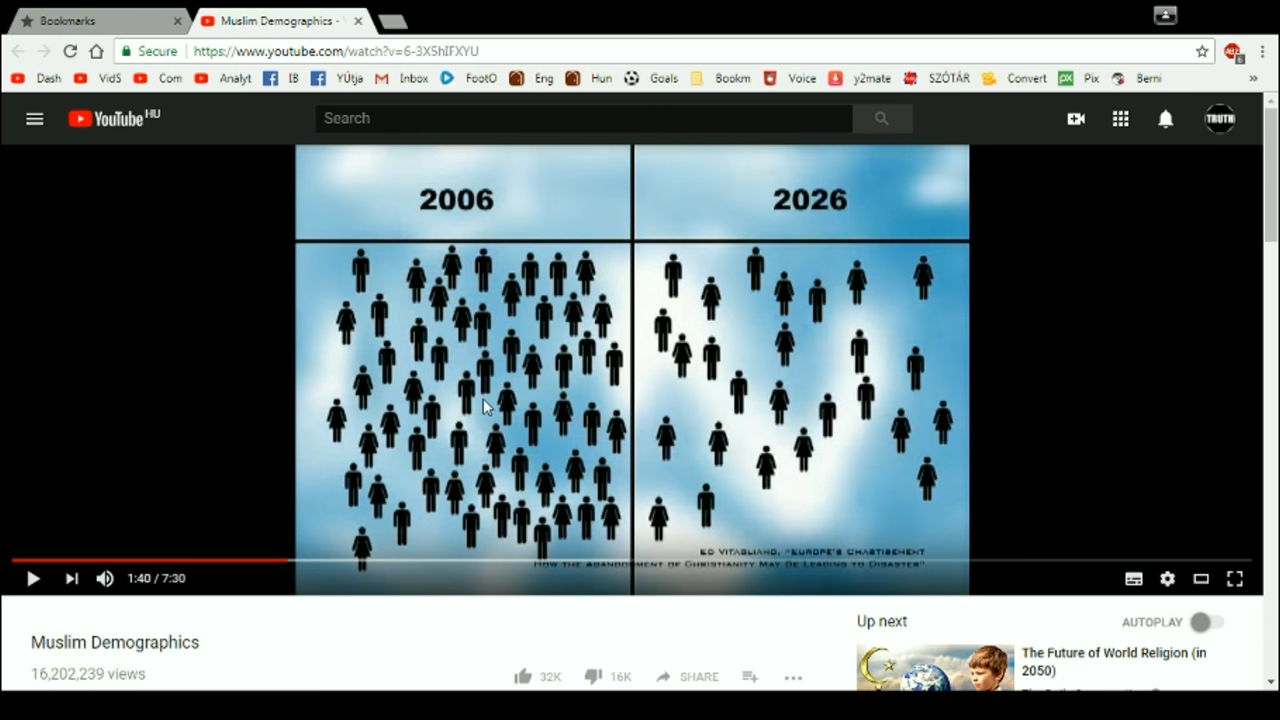 Bookmarks
Muslim Demographics -
Secure https://www.youtube.com/watch?v=6-3X5hIFXYU
Dash VidS Com Analyt IB YÚtja Inbox FootO Eng Hun Goals Bookm Voice y2mate SZÓTÁR Convert Pix Berni »
YouTube HU
Search
TRUTH
2006
2026
ED VITAGLIANO, "EUROPE'S CHASTISEMENT
HOW THE ABANDONMENT OF CHRISTIANITY MAY BE LEADING TO DISASTER"
1:40 / 7:30
Muslim Demographics
16,202,239 views
32K 16K SHARE
Up next
AUTOPLAY
The Future of World Religion (in
2050)